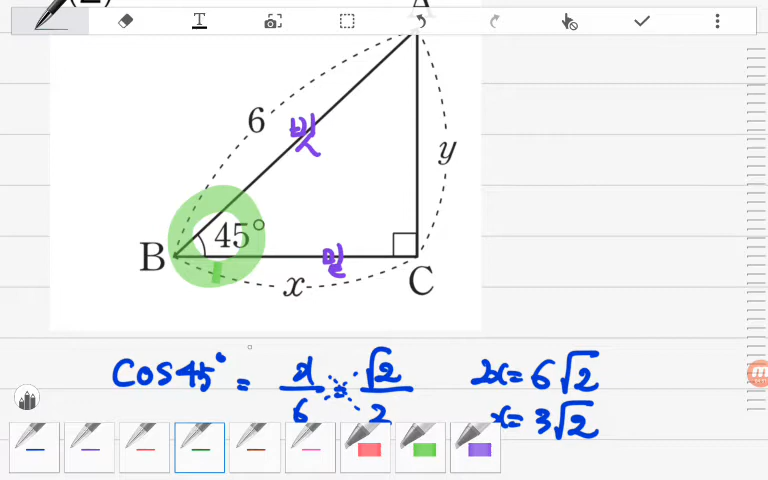 A
6
빗
y
45°
B
밑
x
C
cos45° = x/6 = √2/2
2x = 6√2
x = 3√2
T